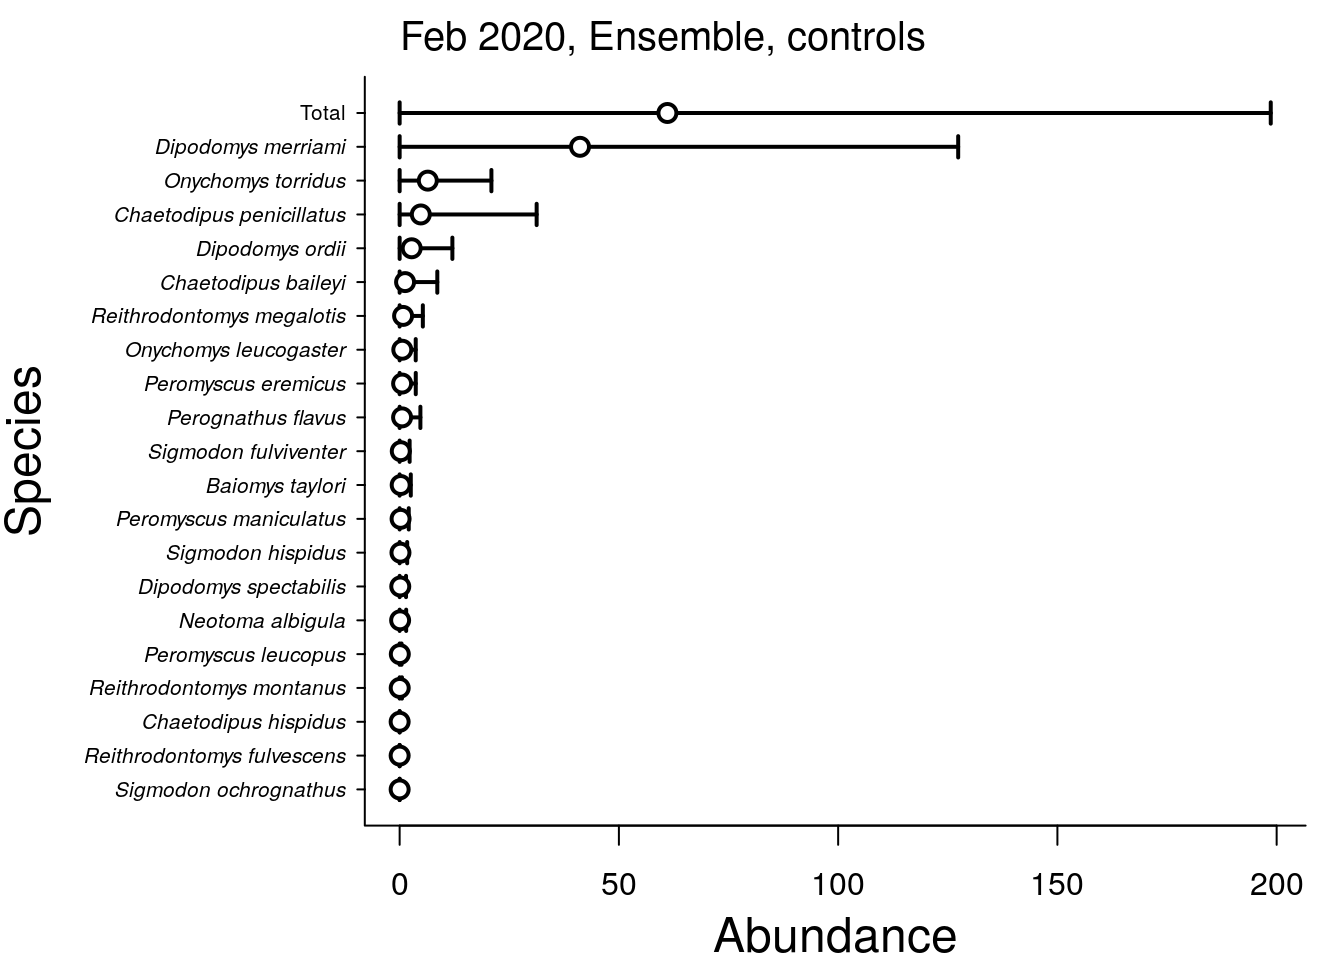 Feb 2020, Ensemble, controls
Species
Total
Dipodomys merriami
Onychomys torridus
Chaetodipus penicillatus
Dipodomys ordii
Chaetodipus baileyi
Reithrodontomys megalotis
Onychomys leucogaster
Peromyscus eremicus
Perognathus flavus
Sigmodon fulviventer
Baiomys taylori
Peromyscus maniculatus
Sigmodon hispidus
Dipodomys spectabilis
Neotoma albigula
Peromyscus leucopus
Reithrodontomys montanus
Chaetodipus hispidus
Reithrodontomys fulvescens
Sigmodon ochrognathus
0 50 100 150 200
Abundance